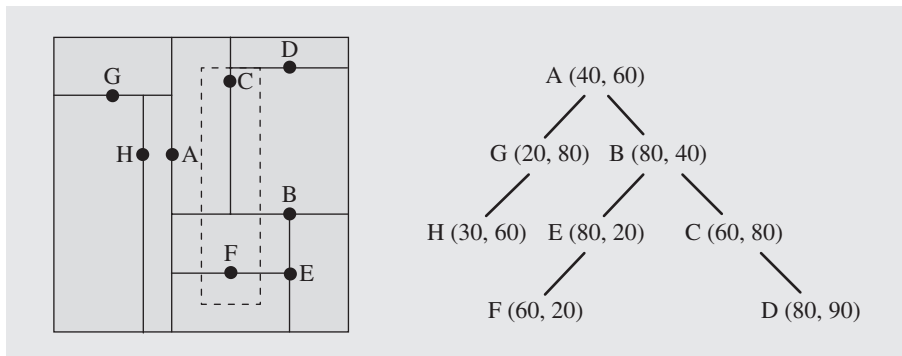 D
G
C
H
A
B
F
E
A (40, 60)
G (20, 80) B (80, 40)
H (30, 60) E (80, 20) C (60, 80)
F (60, 20) D (80, 90)